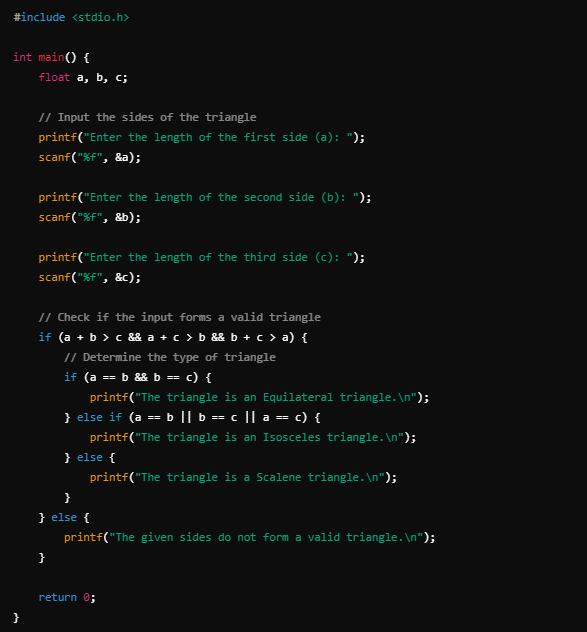 #include <stdio.h>

int main() {
    float a, b, c;

    // Input the sides of the triangle
    printf("Enter the length of the first side (a): ");
    scanf("%f", &a);

    printf("Enter the length of the second side (b): ");
    scanf("%f", &b);

    printf("Enter the length of the third side (c): ");
    scanf("%f", &c);

    // Check if the input forms a valid triangle
    if (a + b > c && a + c > b && b + c > a) {
        // Determine the type of triangle
        if (a == b && b == c) {
            printf("The triangle is an Equilateral triangle.\n");
        } else if (a == b || b == c || a == c) {
            printf("The triangle is an Isosceles triangle.\n");
        } else {
            printf("The triangle is a Scalene triangle.\n");
        }
    } else {
        printf("The given sides do not form a valid triangle.\n");
    }

    return 0;
}